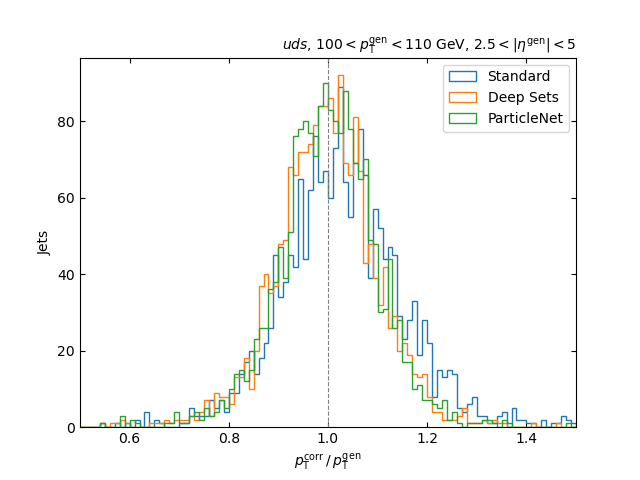 uds, 100 < p_T^gen < 110 GeV, 2.5 < |η^gen| < 5
Standard
Deep Sets
ParticleNet
80
60
40
20
0
Jets
0.6 0.8 1.0 1.2 1.4
p_T^corr / p_T^gen